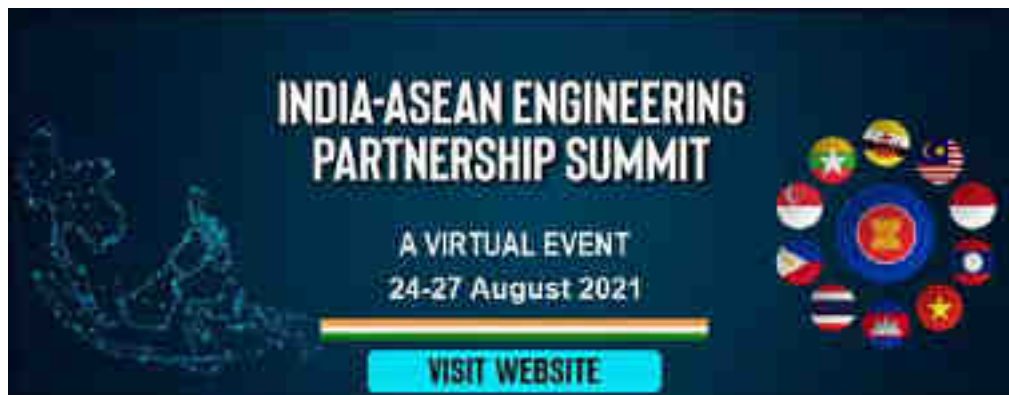 INDIA-ASEAN ENGINEERING
PARTNERSHIP SUMMIT
A VIRTUAL EVENT
24-27 August 2021
VISIT WEBSITE